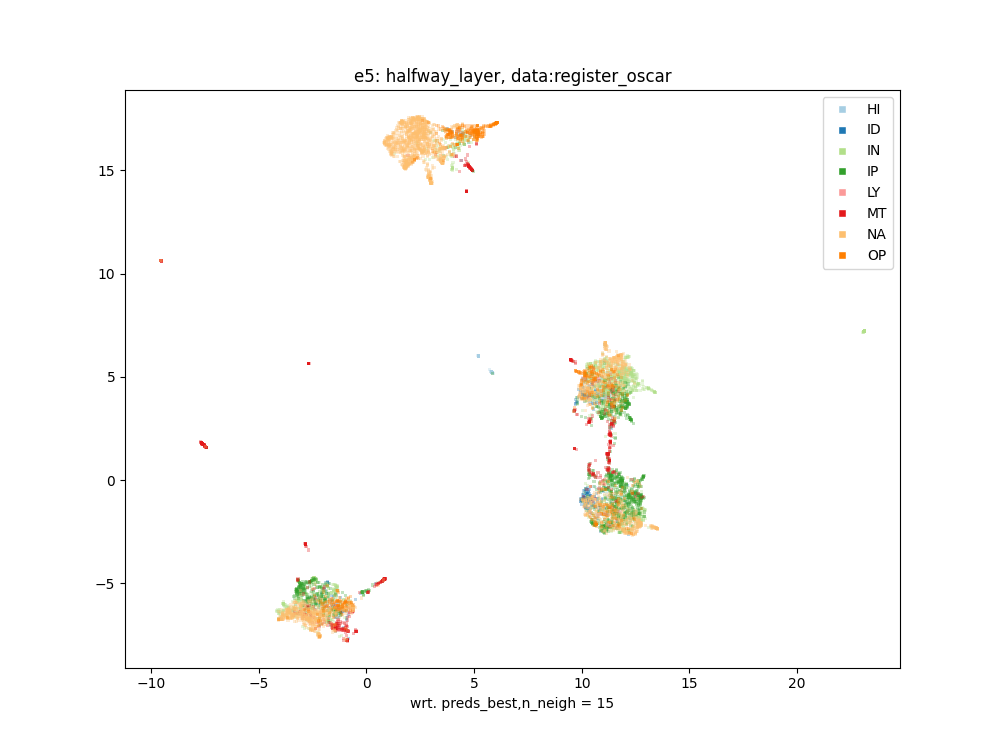 e5: halfway_layer, data:register_oscar
HI
ID
IN
IP
LY
MT
NA
OP
15
10
5
0
−5
−10
−5
0
5
10
15
20
wrt. preds_best,n_neigh = 15